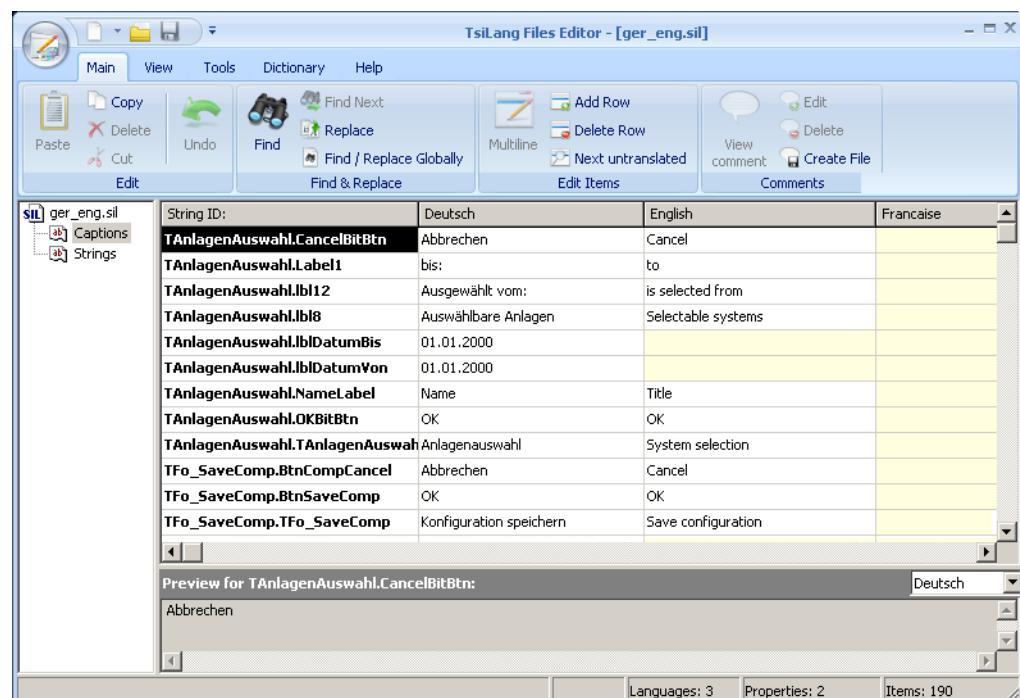 TsiLang Files Editor - [ger_eng.sil]
Main View Tools Dictionary Help
Paste
Copy
Delete
Cut
Undo
Edit
Find
Find Next
Replace
Find / Replace Globally
Find & Replace
Multiline
Add Row
Delete Row
Next untranslated
Edit Items
View comment
Edit
Delete
Create File
Comments
SIL ger_eng.sil
ab Captions
ab Strings
String ID: Deutsch English Francaise
TAnlagenAuswahl.CancelBitBtn Abbrechen Cancel
TAnlagenAuswahl.Label1 bis: to
TAnlagenAuswahl.lbl12 Ausgewählt vom: is selected from
TAnlagenAuswahl.lbl8 Auswählbare Anlagen Selectable systems
TAnlagenAuswahl.lblDatumBis 01.01.2000
TAnlagenAuswahl.lblDatumVon 01.01.2000
TAnlagenAuswahl.NameLabel Name Title
TAnlagenAuswahl.OKBitBtn OK OK
TAnlagenAuswahl.TAnlagenAuswah Anlagenauswahl System selection
TFo_SaveComp.BtnCompCancel Abbrechen Cancel
TFo_SaveComp.BtnSaveComp OK OK
TFo_SaveComp.TFo_SaveComp Konfiguration speichern Save configuration
Preview for TAnlagenAuswahl.CancelBitBtn: Deutsch
Abbrechen
Languages: 3 Properties: 2 Items: 190